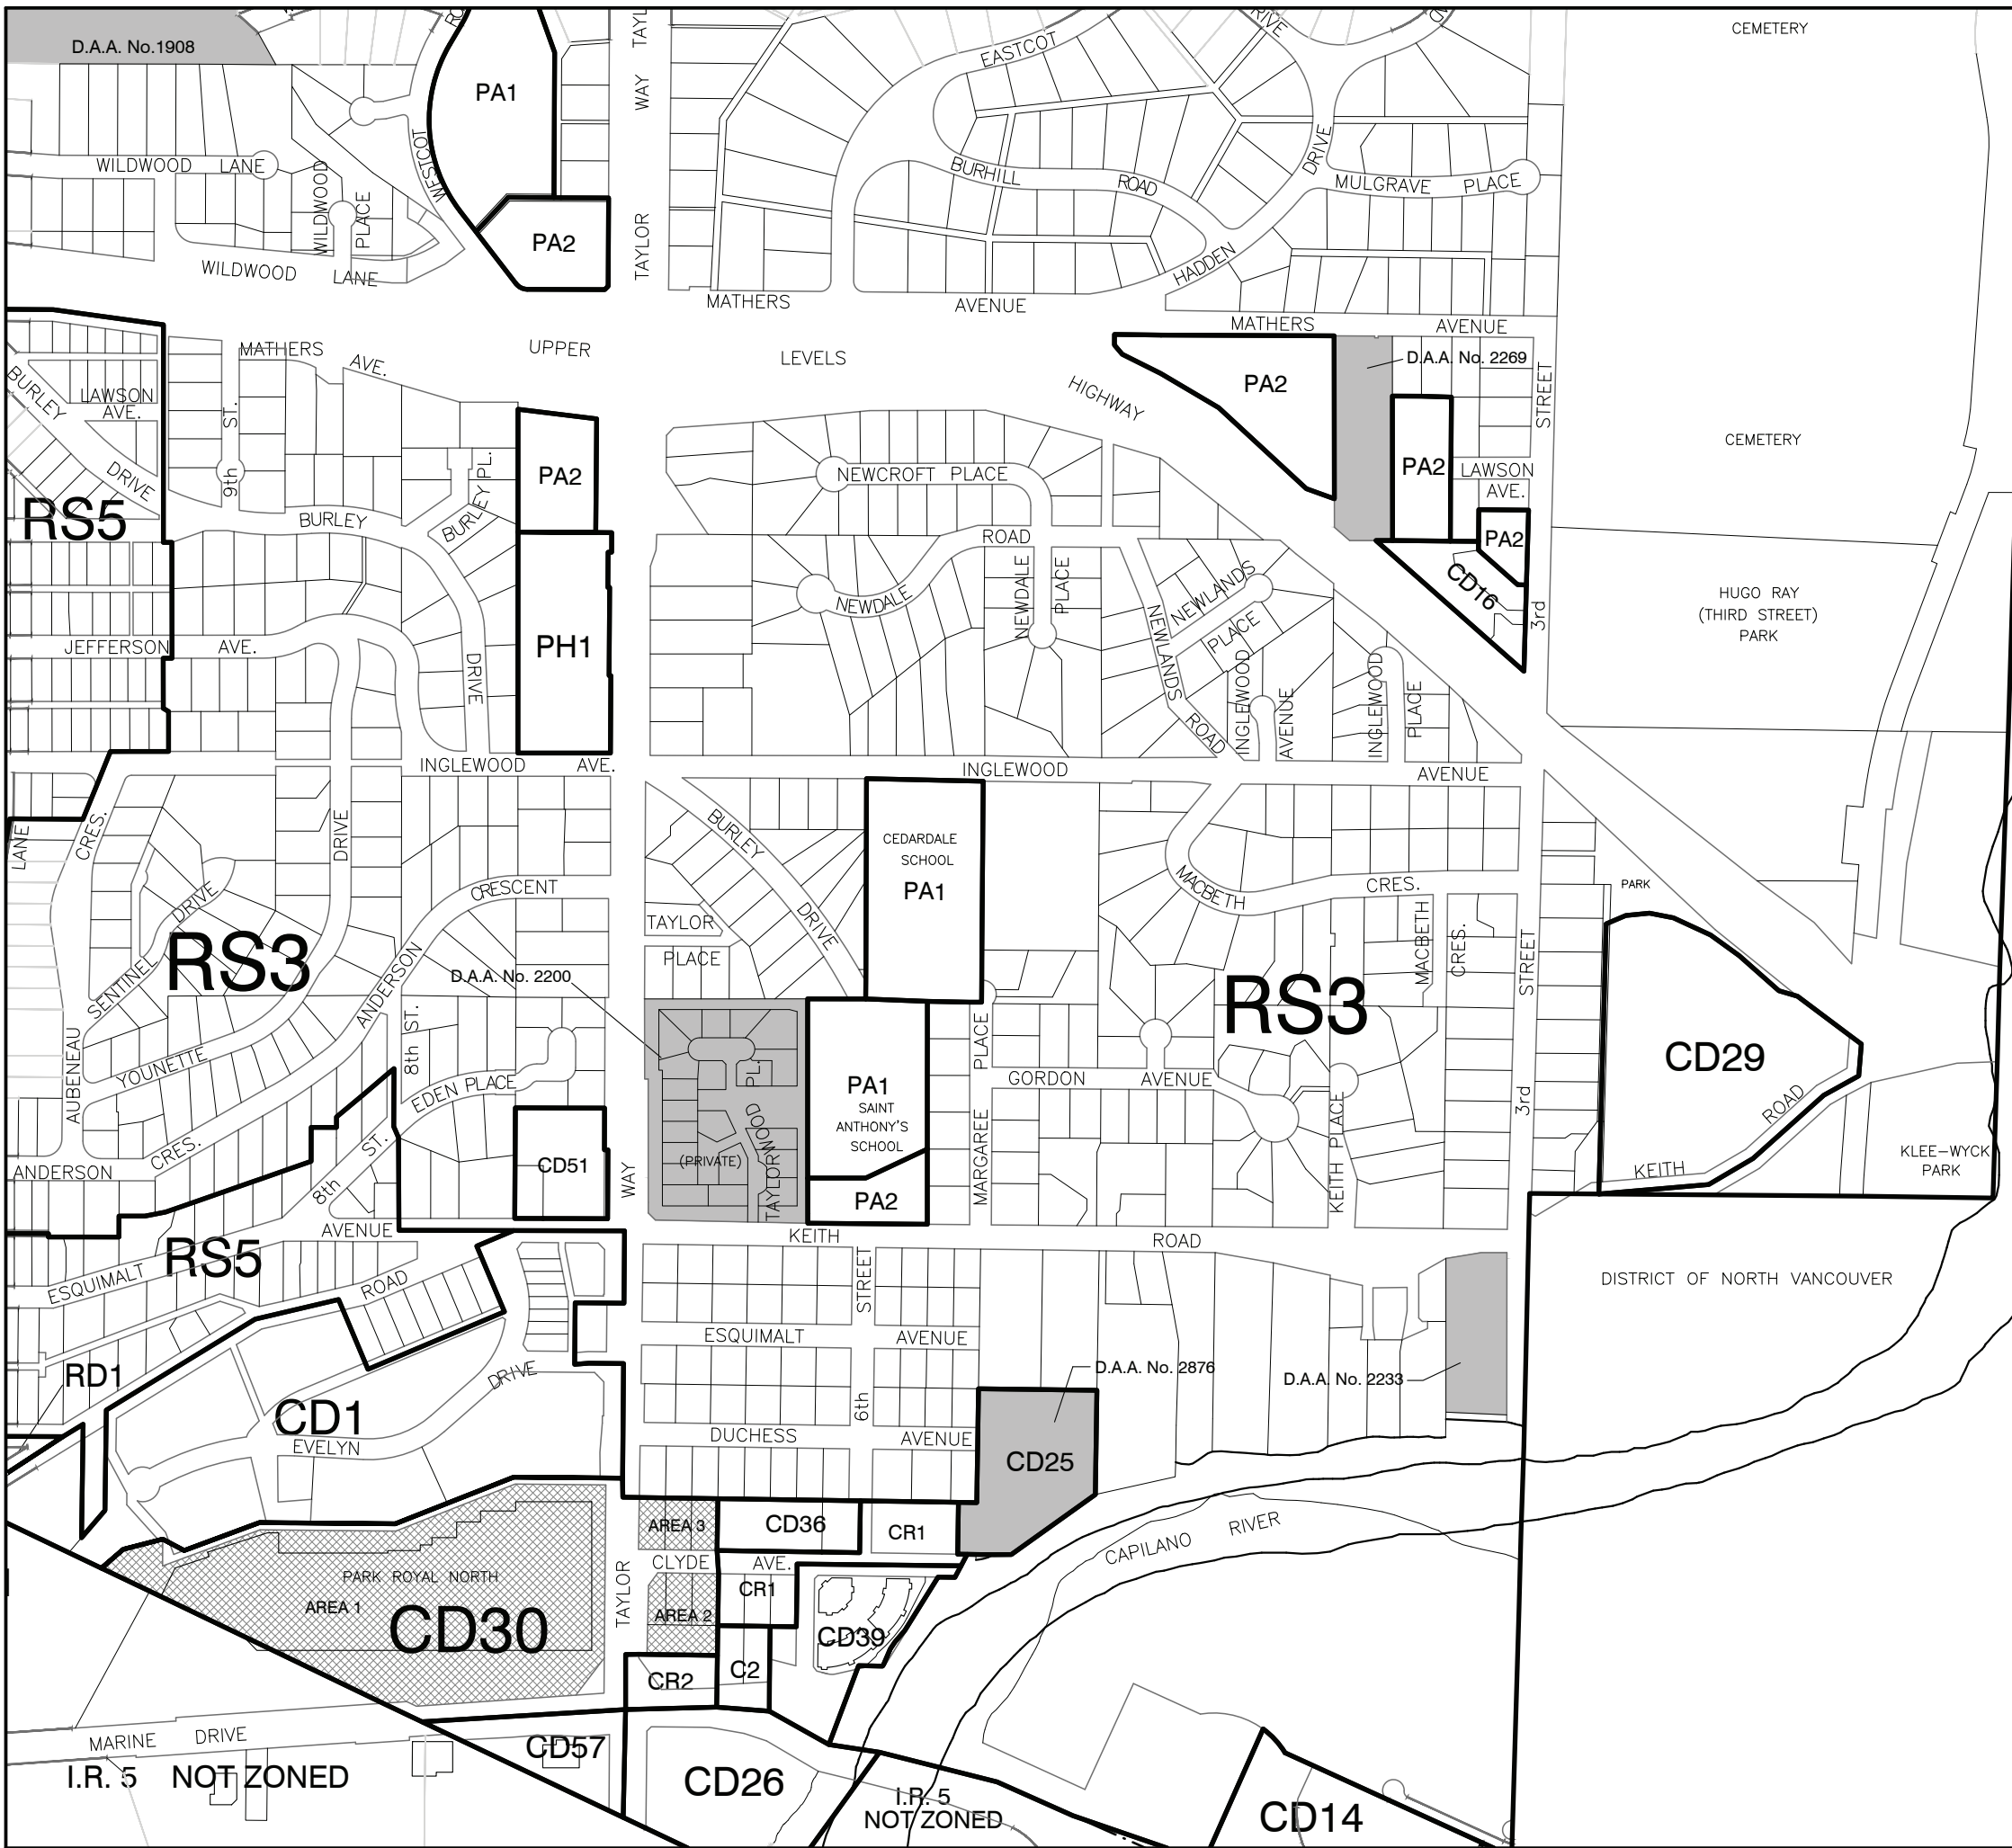 D.A.A. No.1908
PA1
WAY
EASTCOT
DRIVE
CEMETERY
WILDWOOD LANE
WILDWOOD
PLACE
WESTCOT
PA2
TAYLOR
BURHILL
ROAD
DRIVE
MULGRAVE PLACE
WILDWOOD LANE
HADDEN
MATHERS
AVENUE
MATHERS
AVENUE
MATHERS
AVE.
UPPER
LEVELS
HIGHWAY
PA2
D.A.A. No. 2269
STREET
BURLEY
LAWSON
AVE.
DRIVE
9th
ST.
BURLEY PL.
PA2
NEWCROFT PLACE
PA2
LAWSON
AVE.
CEMETERY
RS5
BURLEY
ROAD
PA2
CD16
3rd
HUGO RAY
(THIRD STREET)
PARK
JEFFERSON
AVE.
DRIVE
PH1
NEWDALE
NEWDALE
PLACE
NEWLANDS
PLACE
NEWLANDS
ROAD
INGLEWOOD
AVENUE
INGLEWOOD
PLACE
INGLEWOOD
AVE.
INGLEWOOD
AVENUE
LANE
CRES.
DRIVE
BURLEY
DRIVE
CEDARDALE
SCHOOL
PA1
MACBETH
CRES.
PARK
CRESCENT
DRIVE
SENTINEL
RS3
ANDERSON
TAYLOR
PLACE
D.A.A. No. 2200
RS3
MACBETH
CRES.
STREET
CD29
AUBENEAU
YOUNETTE
8th ST.
EDEN PLACE
PL.
TAYLORWOOD
(PRIVATE)
PA1
SAINT
ANTHONY'S
SCHOOL
PLACE
MARGAREE
GORDON
AVENUE
KEITH PLACE
3rd
ROAD
KEITH
KLEE-WYCK
PARK
ANDERSON
CRES.
8th
ST.
CD51
WAY
PA2
AVENUE
KEITH
ROAD
RS5
ESQUIMALT
ROAD
STREET
DISTRICT OF NORTH VANCOUVER
ESQUIMALT
AVENUE
RD1
DRIVE
D.A.A. No. 2876
D.A.A. No. 2233
CD1
EVELYN
6th
DUCHESS
AVENUE
CD25
AREA 3
CD36
CR1
CAPILANO
RIVER
PARK ROYAL NORTH
AREA 1
CD30
TAYLOR
CLYDE
AVE.
CR1
AREA 2
CD39
CR2
C2
MARINE
DRIVE
CD57
I.R. 5
NOT ZONED
CD26
I.R. 5
NOT ZONED
CD14